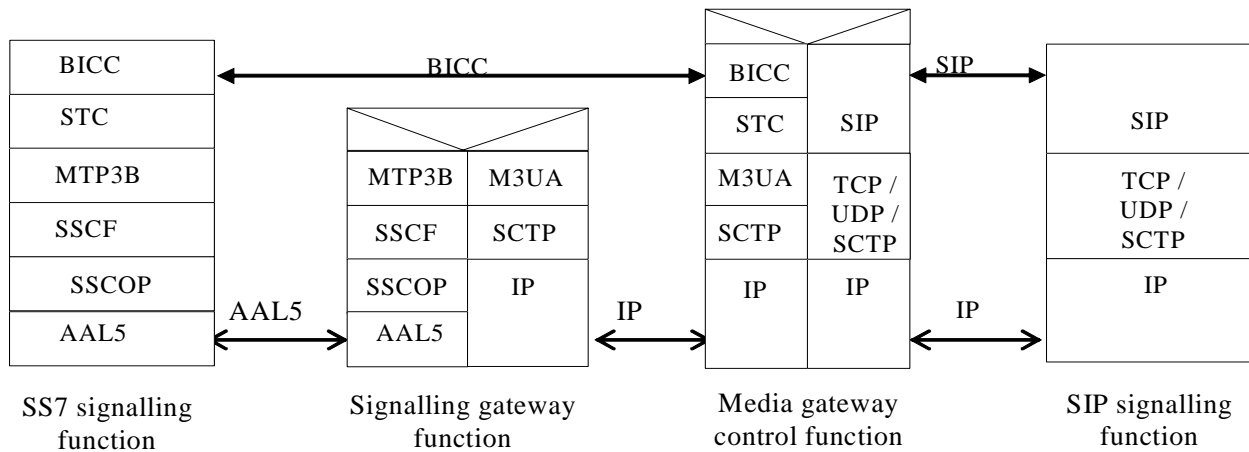 BICC
STC
MTP3B
SSCF
SSCOP
AAL5
SS7 signalling
function
BICC
AAL5
MTP3B
SSCF
SSCOP
AAL5
M3UA
SCTP
IP
Signalling gateway
function
IP
BICC
STC
M3UA
SCTP
IP
SIP
TCP /
UDP /
SCTP
IP
Media gateway
control function
SIP
IP
SIP
TCP /
UDP /
SCTP
IP
SIP signalling
function